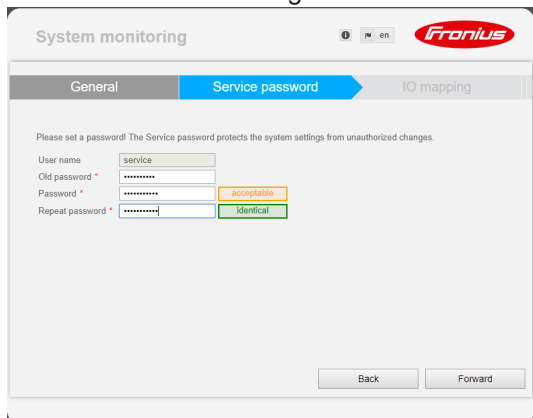 System monitoring
en
Fronius
General
Service password
IO mapping
Please set a password! The Service password protects the system settings from unauthorized changes.
User name service
Old password * ••••••••••
Password * ••••••••••• acceptable
Repeat password * ••••••••••• identical
Back
Forward